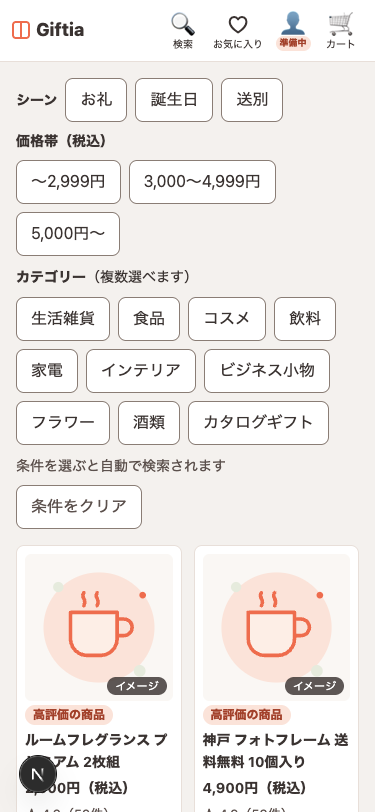 Giftia
検索
お気に入り
準備中
カート
シーン
お礼
誕生日
送別
価格帯（税込）
〜2,999円
3,000〜4,999円
5,000円〜
カテゴリー（複数選べます）
生活雑貨
食品
コスメ
飲料
家電
インテリア
ビジネス小物
フラワー
酒類
カタログギフト
条件を選ぶと自動で検索されます
条件をクリア
イメージ
高評価の商品
ルームフレグランス プ
アム 2枚組
00円（税込）
イメージ
高評価の商品
神戸 フォトフレーム 送
料無料 10個入り
4,900円（税込）
N